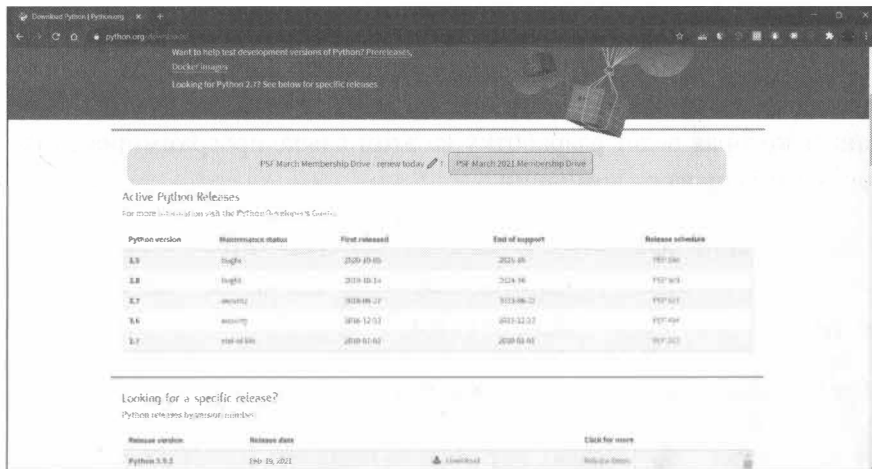 Download Python | Python.org
python.org/downloads
Want to help test development versions of Python? Prereleases,
Docker images
Looking for Python 2.7? See below for specific releases
PSF March Membership Drive - renew today
PSF March 2021 Membership Drive
Active Python Releases
For more information visit the Python Developer's Guide.
Python version Maintenance status First released End of support Release schedule
3.9 bugfix 2020-10-05 PEP
3.8 bugfix 2019-10-14 2024-10 PEP
3.7 security 2018-06-27 2023-06-27 PEP
3.6 security 2016-12-23 2021-12-23 PEP
2.7 end-of-life 2010-07-03 2020-01-01 PEP
Looking for a specific release?
Python releases by version number:
Release version Release date Click for more
Python 3.9.2 Feb. 19, 2021 Download Release Notes